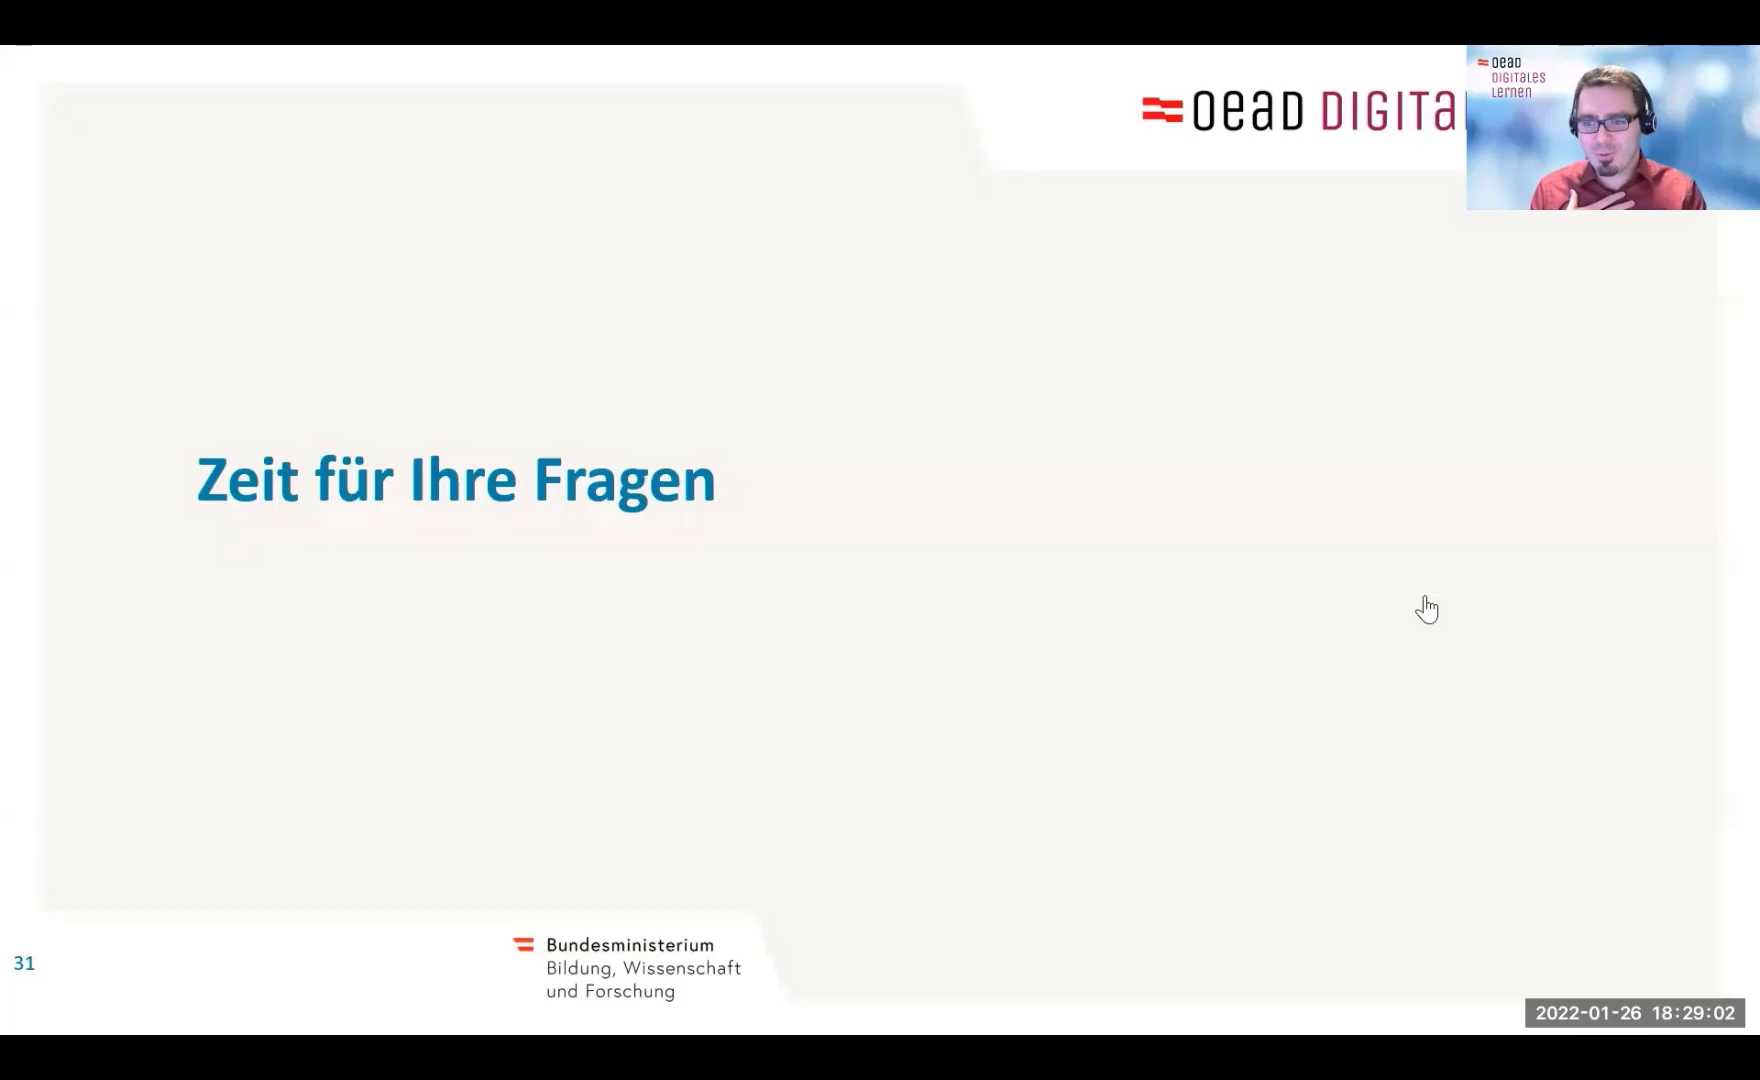 OeAD DIGITA
OeAD
DIGITALES
Lernen
Zeit für Ihre Fragen
31
Bundesministerium
Bildung, Wissenschaft
und Forschung
2022-01-26 18:29:02